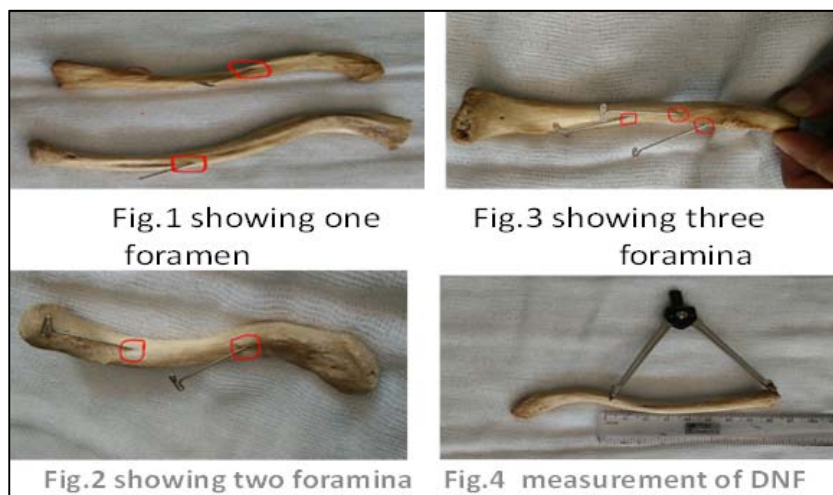 Fig.1 showing one
foramen
Fig.3 showing three
foramina
Fig.2 showing two foramina
Fig.4 measurement of DNF